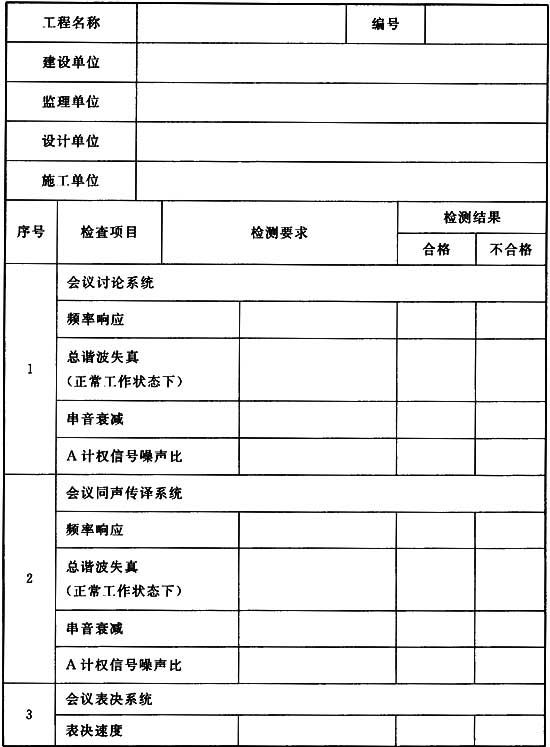 工程名称 编号
建设单位
监理单位
设计单位
施工单位
序号 检查项目 检测要求 检测结果
合格 不合格
1 会议讨论系统
频率响应
总谐波失真
（正常工作状态下）
串音衰减
A计权信号噪声比
2 会议同声传译系统
频率响应
总谐波失真
（正常工作状态下）
串音衰减
A计权信号噪声比
3 会议表决系统
表决速度